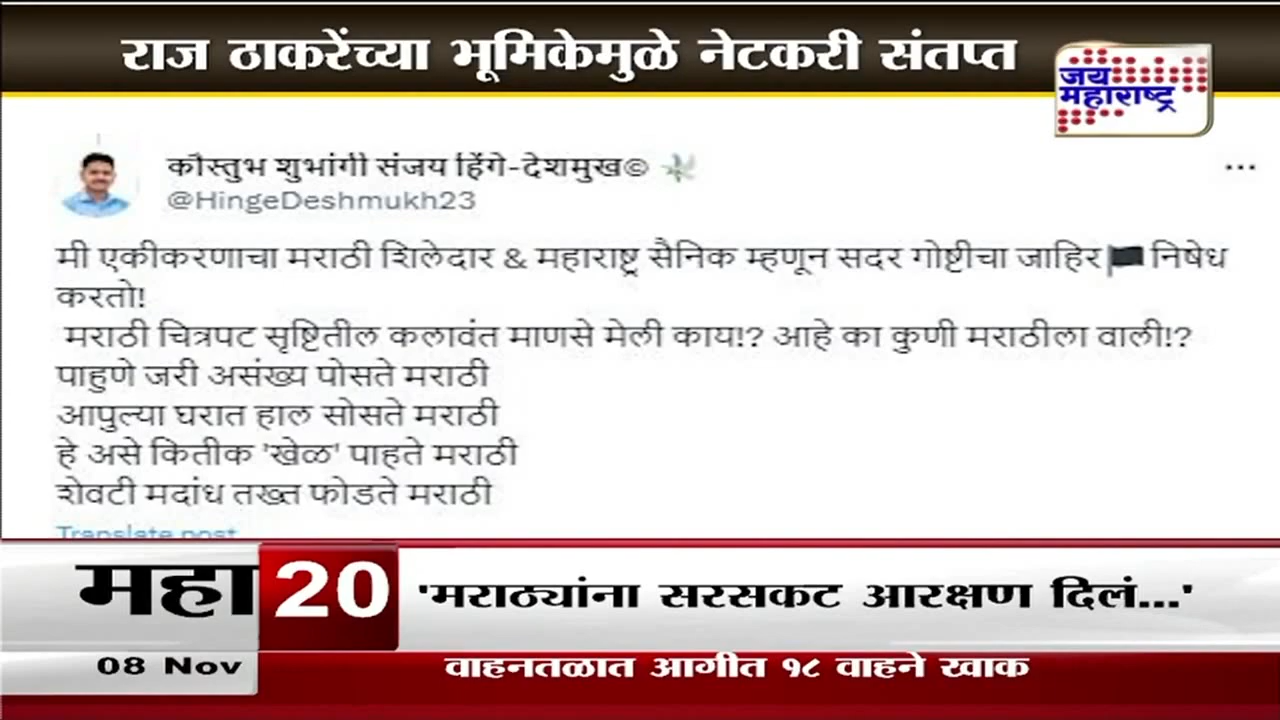 राज ठाकरेंच्या भूमिकेमुळे नेटकरी संतप्त
जय
महाराष्ट्र
कौस्तुभ शुभांगी संजय हिंगे-देशमुख©
@HingeDeshmukh23
मी एकीकरणाचा मराठी शिलेदार & महाराष्ट्र सैनिक म्हणून सदर गोष्टीचा जाहिर🏴 निषेध
करतो!
मराठी चित्रपट सृष्टितील कलावंत माणसे मेली काय!? आहे का कुणी मराठीला वाली!?
पाहुणे जरी असंख्य पोसते मराठी
आपुल्या घरात हाल सोसते मराठी
हे असे कितीक 'खेळ' पाहते मराठी
शेवटी मदांध तख्त फोडते मराठी
Translate post
महा 20
'मराठ्यांना सरसकट आरक्षण दिलं...'
08 Nov
वाहनतळात आगीत १८ वाहने खाक